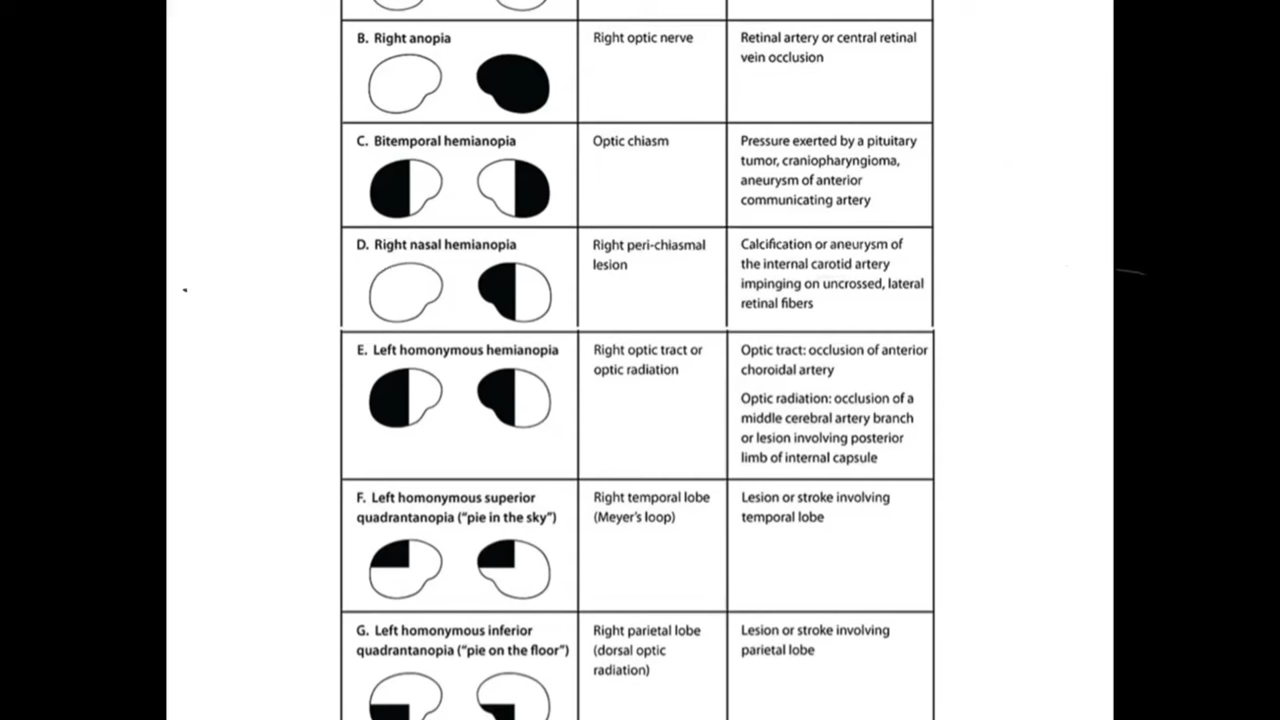 B. Right anopia
Right optic nerve
Retinal artery or central retinal
vein occlusion
C. Bitemporal hemianopia
Optic chiasm
Pressure exerted by a pituitary
tumor, craniopharyngioma,
aneurysm of anterior
communicating artery
D. Right nasal hemianopia
Right peri-chiasmal
lesion
Calcification or aneurysm of
the internal carotid artery
impinging on uncrossed, lateral
retinal fibers
E. Left homonymous hemianopia
Right optic tract or
optic radiation
Optic tract: occlusion of anterior
choroidal artery
Optic radiation: occlusion of a
middle cerebral artery branch
or lesion involving posterior
limb of internal capsule
F. Left homonymous superior
quadrantanopia ("pie in the sky")
Right temporal lobe
(Meyer's loop)
Lesion or stroke involving
temporal lobe
G. Left homonymous inferior
quadrantanopia ("pie on the floor")
Right parietal lobe
(dorsal optic
radiation)
Lesion or stroke involving
parietal lobe